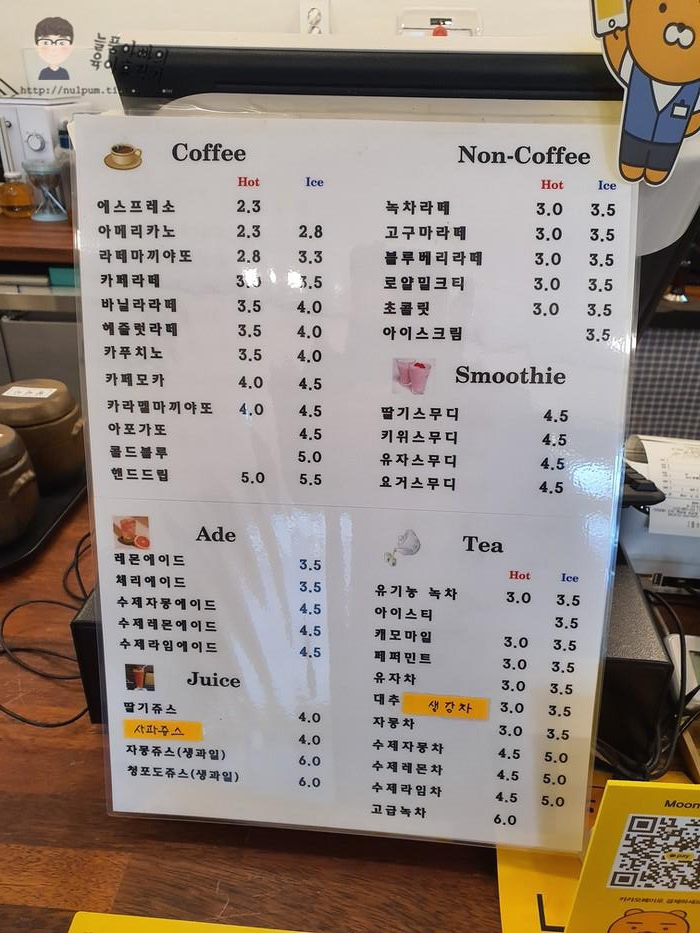 http://nulpum.ti
Coffee
Hot Ice
에스프레소 2.3
아메리카노 2.3 2.8
라떼마끼야또 2.8 3.3
카페라떼 3.0 3.5
바닐라라떼 3.5 4.0
헤즐럿라떼 3.5 4.0
카푸치노 3.5 4.0
카페모카 4.0 4.5
카라멜마끼야또 4.0 4.5
아포가또 4.5
콜드블루 5.0
핸드드립 5.0 5.5
Non-Coffee
Hot Ice
녹차라떼 3.0 3.5
고구마라떼 3.0 3.5
블루베리라떼 3.0 3.5
로얄밀크티 3.0 3.5
초콜릿 3.0 3.5
아이스크림 3.5
Smoothie
딸기스무디 4.5
키위스무디 4.5
유자스무디 4.5
요거스무디 4.5
Ade
레몬에이드 3.5
체리에이드 3.5
수제자몽에이드 4.5
수제레몬에이드 4.5
수제라임에이드 4.5
Juice
딸기쥬스 4.0
사과쥬스 4.0
자몽쥬스(생과일) 6.0
청포도쥬스(생과일) 6.0
Tea
Hot Ice
유기농 녹차 3.0 3.5
아이스티 3.5
캐모마일 3.0 3.5
페퍼민트 3.0 3.5
유자차 3.0 3.5
대추 생강차 3.0 3.5
자몽차 3.0 3.5
수제자몽차 4.5 5.0
수제레몬차 4.5 5.0
수제라임차 4.5 5.0
고급녹차 6.0
Moon
pay